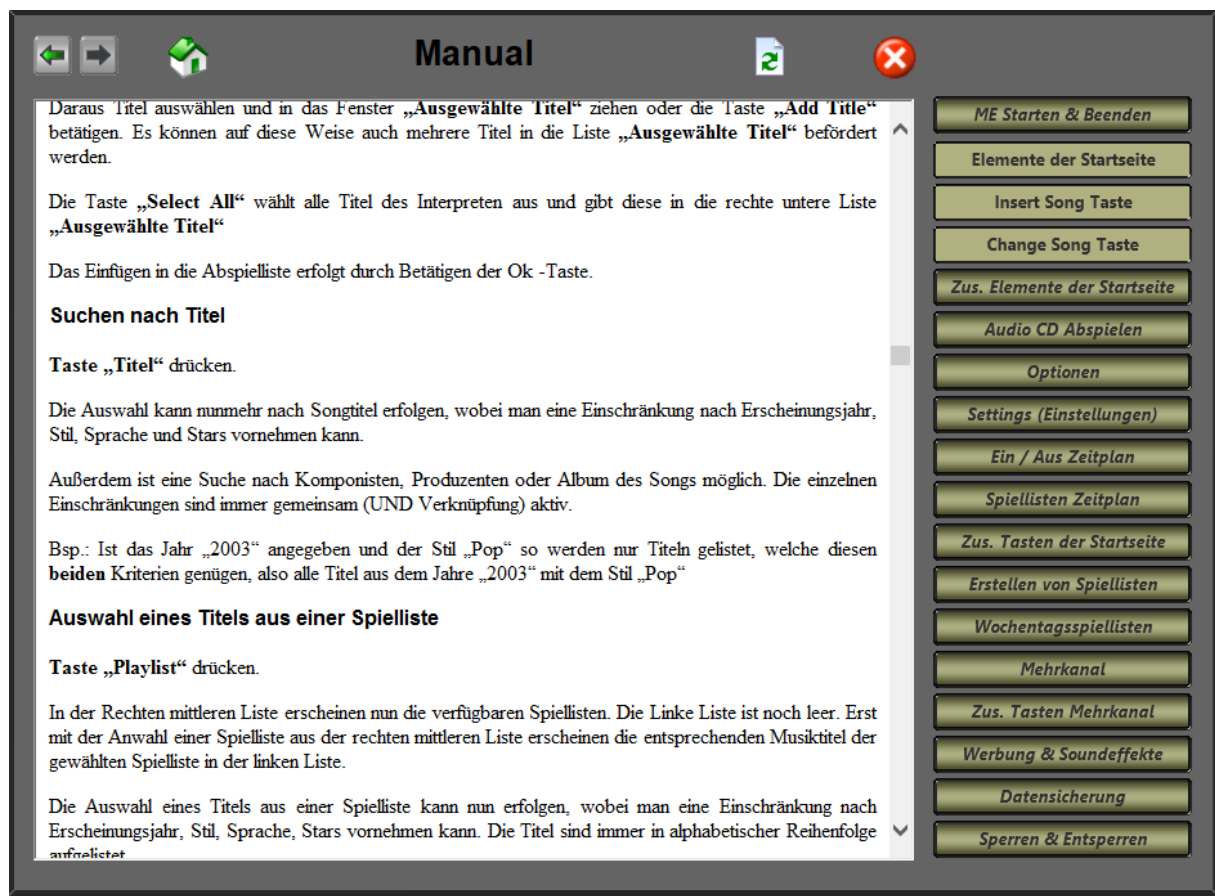 Manual
Daraus Titel auswählen und in das Fenster „Ausgewählte Titel“ ziehen oder die Taste „Add Title“
betätigen. Es können auf diese Weise auch mehrere Titel in die Liste „Ausgewählte Titel“ befördert
werden.
Die Taste „Select All“ wählt alle Titel des Interpreten aus und gibt diese in die rechte untere Liste
„Ausgewählte Titel“
Das Einfügen in die Abspielliste erfolgt durch Betätigen der Ok -Taste.
Suchen nach Titel
Taste „Titel“ drücken.
Die Auswahl kann nunmehr nach Songtitel erfolgen, wobei man eine Einschränkung nach Erscheinungsjahr,
Stil, Sprache und Stars vornehmen kann.
Außerdem ist eine Suche nach Komponisten, Produzenten oder Album des Songs möglich. Die einzelnen
Einschränkungen sind immer gemeinsam (UND Verknüpfung) aktiv.
Bsp.: Ist das Jahr „2003“ angegeben und der Stil „Pop“ so werden nur Titeln gelistet, welche diesen
beiden Kriterien genügen, also alle Titel aus dem Jahre „2003“ mit dem Stil „Pop“
Auswahl eines Titels aus einer Spielliste
Taste „Playlist“ drücken.
In der Rechten mittleren Liste erscheinen nun die verfügbaren Spiellisten. Die Linke Liste ist noch leer. Erst
mit der Anwahl einer Spielliste aus der rechten mittleren Liste erscheinen die entsprechenden Musiktitel der
gewählten Spielliste in der linken Liste.
Die Auswahl eines Titels aus einer Spielliste kann nun erfolgen, wobei man eine Einschränkung nach
Erscheinungsjahr, Stil, Sprache, Stars vornehmen kann. Die Titel sind immer in alphabetischer Reihenfolge
aufgelistet
ME Starten & Beenden
Elemente der Startseite
Insert Song Taste
Change Song Taste
Zus. Elemente der Startseite
Audio CD Abspielen
Optionen
Settings (Einstellungen)
Ein / Aus Zeitplan
Spiellisten Zeitplan
Zus. Tasten der Startseite
Erstellen von Spiellisten
Wochentagsspiellisten
Mehrkanal
Zus. Tasten Mehrkanal
Werbung & Soundeffekte
Datensicherung
Sperren & Entsperren